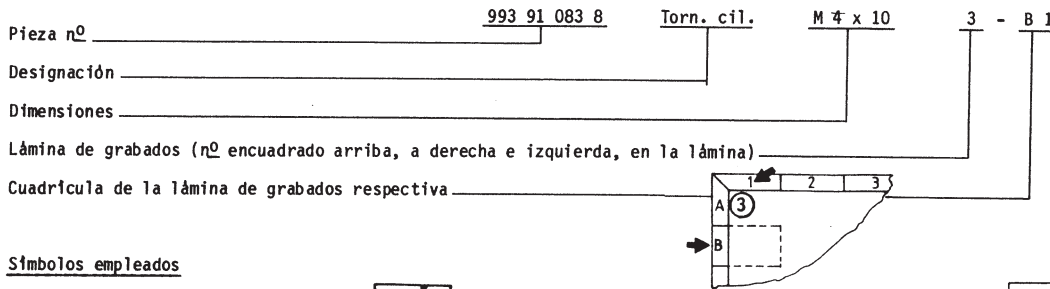 993 91 083 8 Torn. cil. M 4 x 10 3 - B 1
Pieza nº
Designación
Dimensiones
Lámina de grabados (nº encuadrado arriba, a derecha e izquierda, en la lámina)
Cuadrícula de la lámina de grabados respectiva
1 2 3
A 3
B
Símbolos empleados